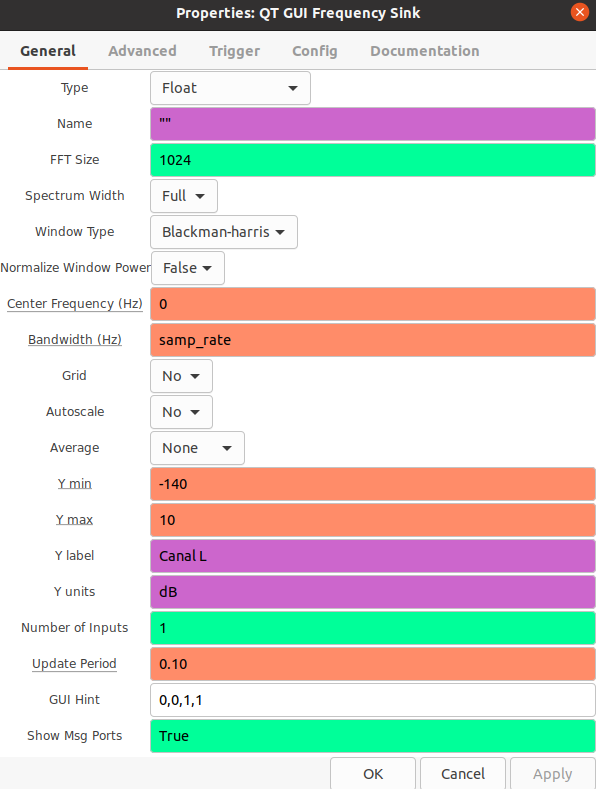 Properties: QT GUI Frequency Sink
General Advanced Trigger Config Documentation
Type Float
Name ""
FFT Size 1024
Spectrum Width Full
Window Type Blackman-harris
Normalize Window Power False
Center Frequency (Hz) 0
Bandwidth (Hz) samp_rate
Grid No
Autoscale No
Average None
Y min -140
Y max 10
Y label Canal L
Y units dB
Number of Inputs 1
Update Period 0.10
GUI Hint 0,0,1,1
Show Msg Ports True
OK Cancel Apply